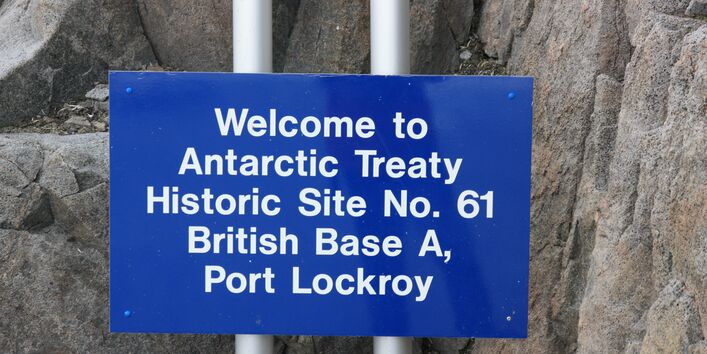 Welcome to
Antarctic Treaty
Historic Site No. 61
British Base A,
Port Lockroy